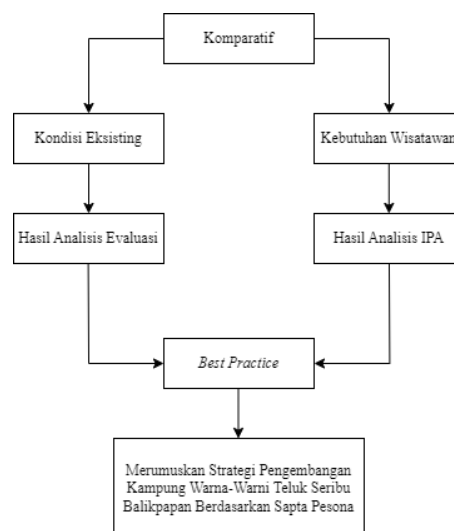 Komparatif
Kondisi Eksisting
Kebutuhan Wisatawan
Hasil Analisis Evaluasi
Hasil Analisis IPA
Best Practice
Merumuskan Strategi Pengembangan
Kampung Warna-Warni Teluk Seribu
Balikpapan Berdasarkan Sapta Pesona